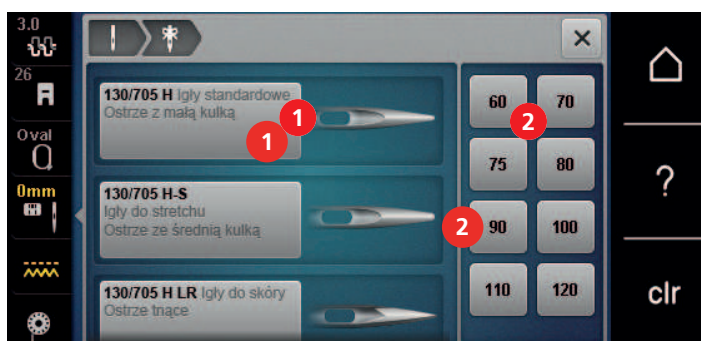 3.0
26
Oval
0mm
130/705 H Igły standardowe
Ostrze z małą kulką
1
1
130/705 H-S
Igły do stretchu
Ostrze ze średnią kulką
130/705 H LR Igły do skóry
Ostrze tnące
60 70
2
75 80
2
90 100
110 120
?
clr